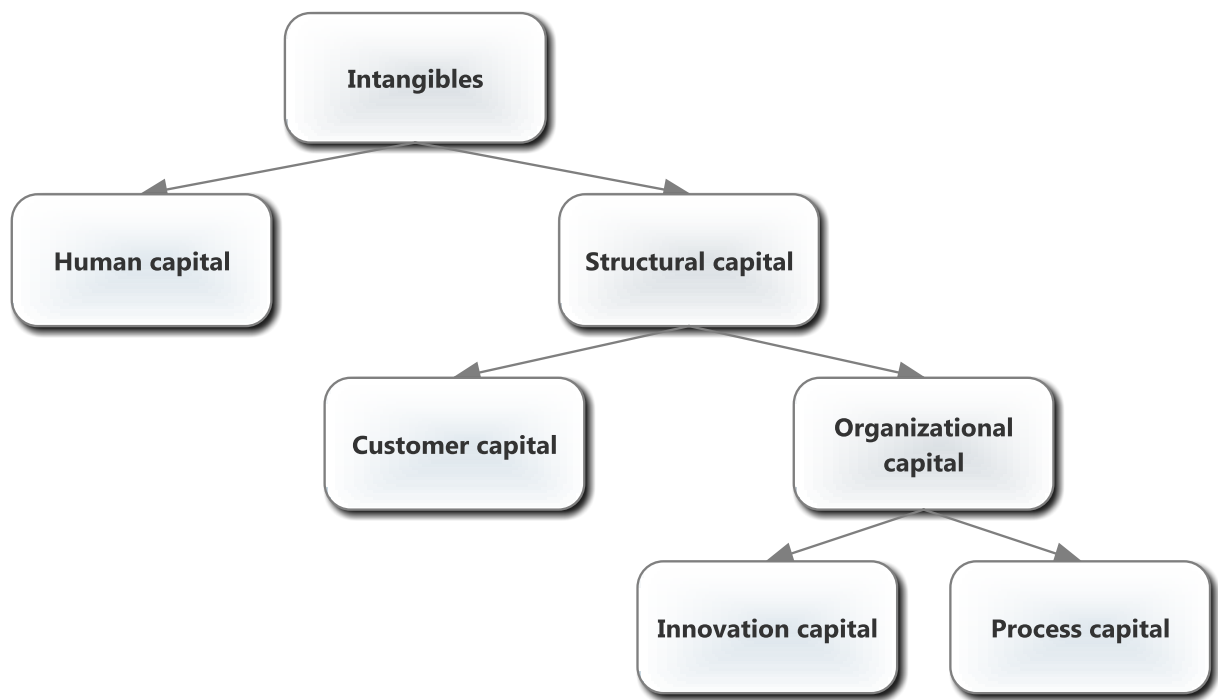 Intangibles
Human capital
Structural capital
Customer capital
Organizational
capital
Innovation capital
Process capital